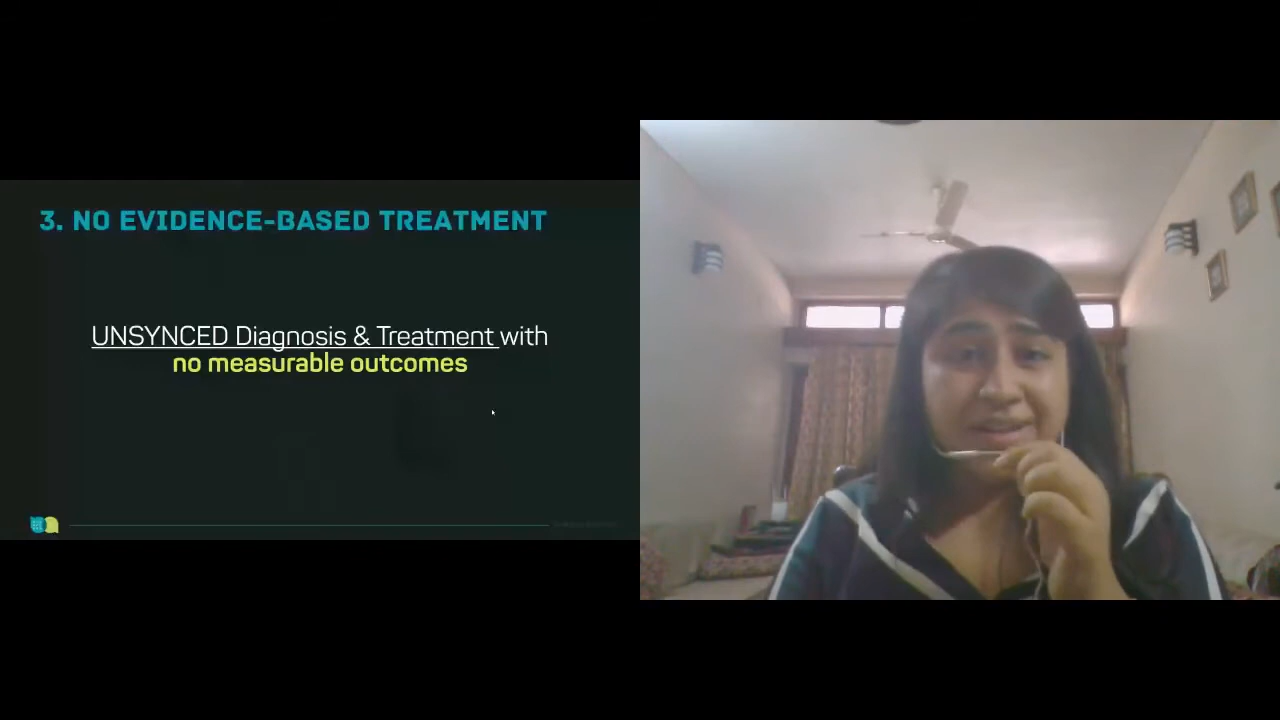 3. NO EVIDENCE-BASED TREATMENT
UNSYNCED Diagnosis & Treatment with
no measurable outcomes